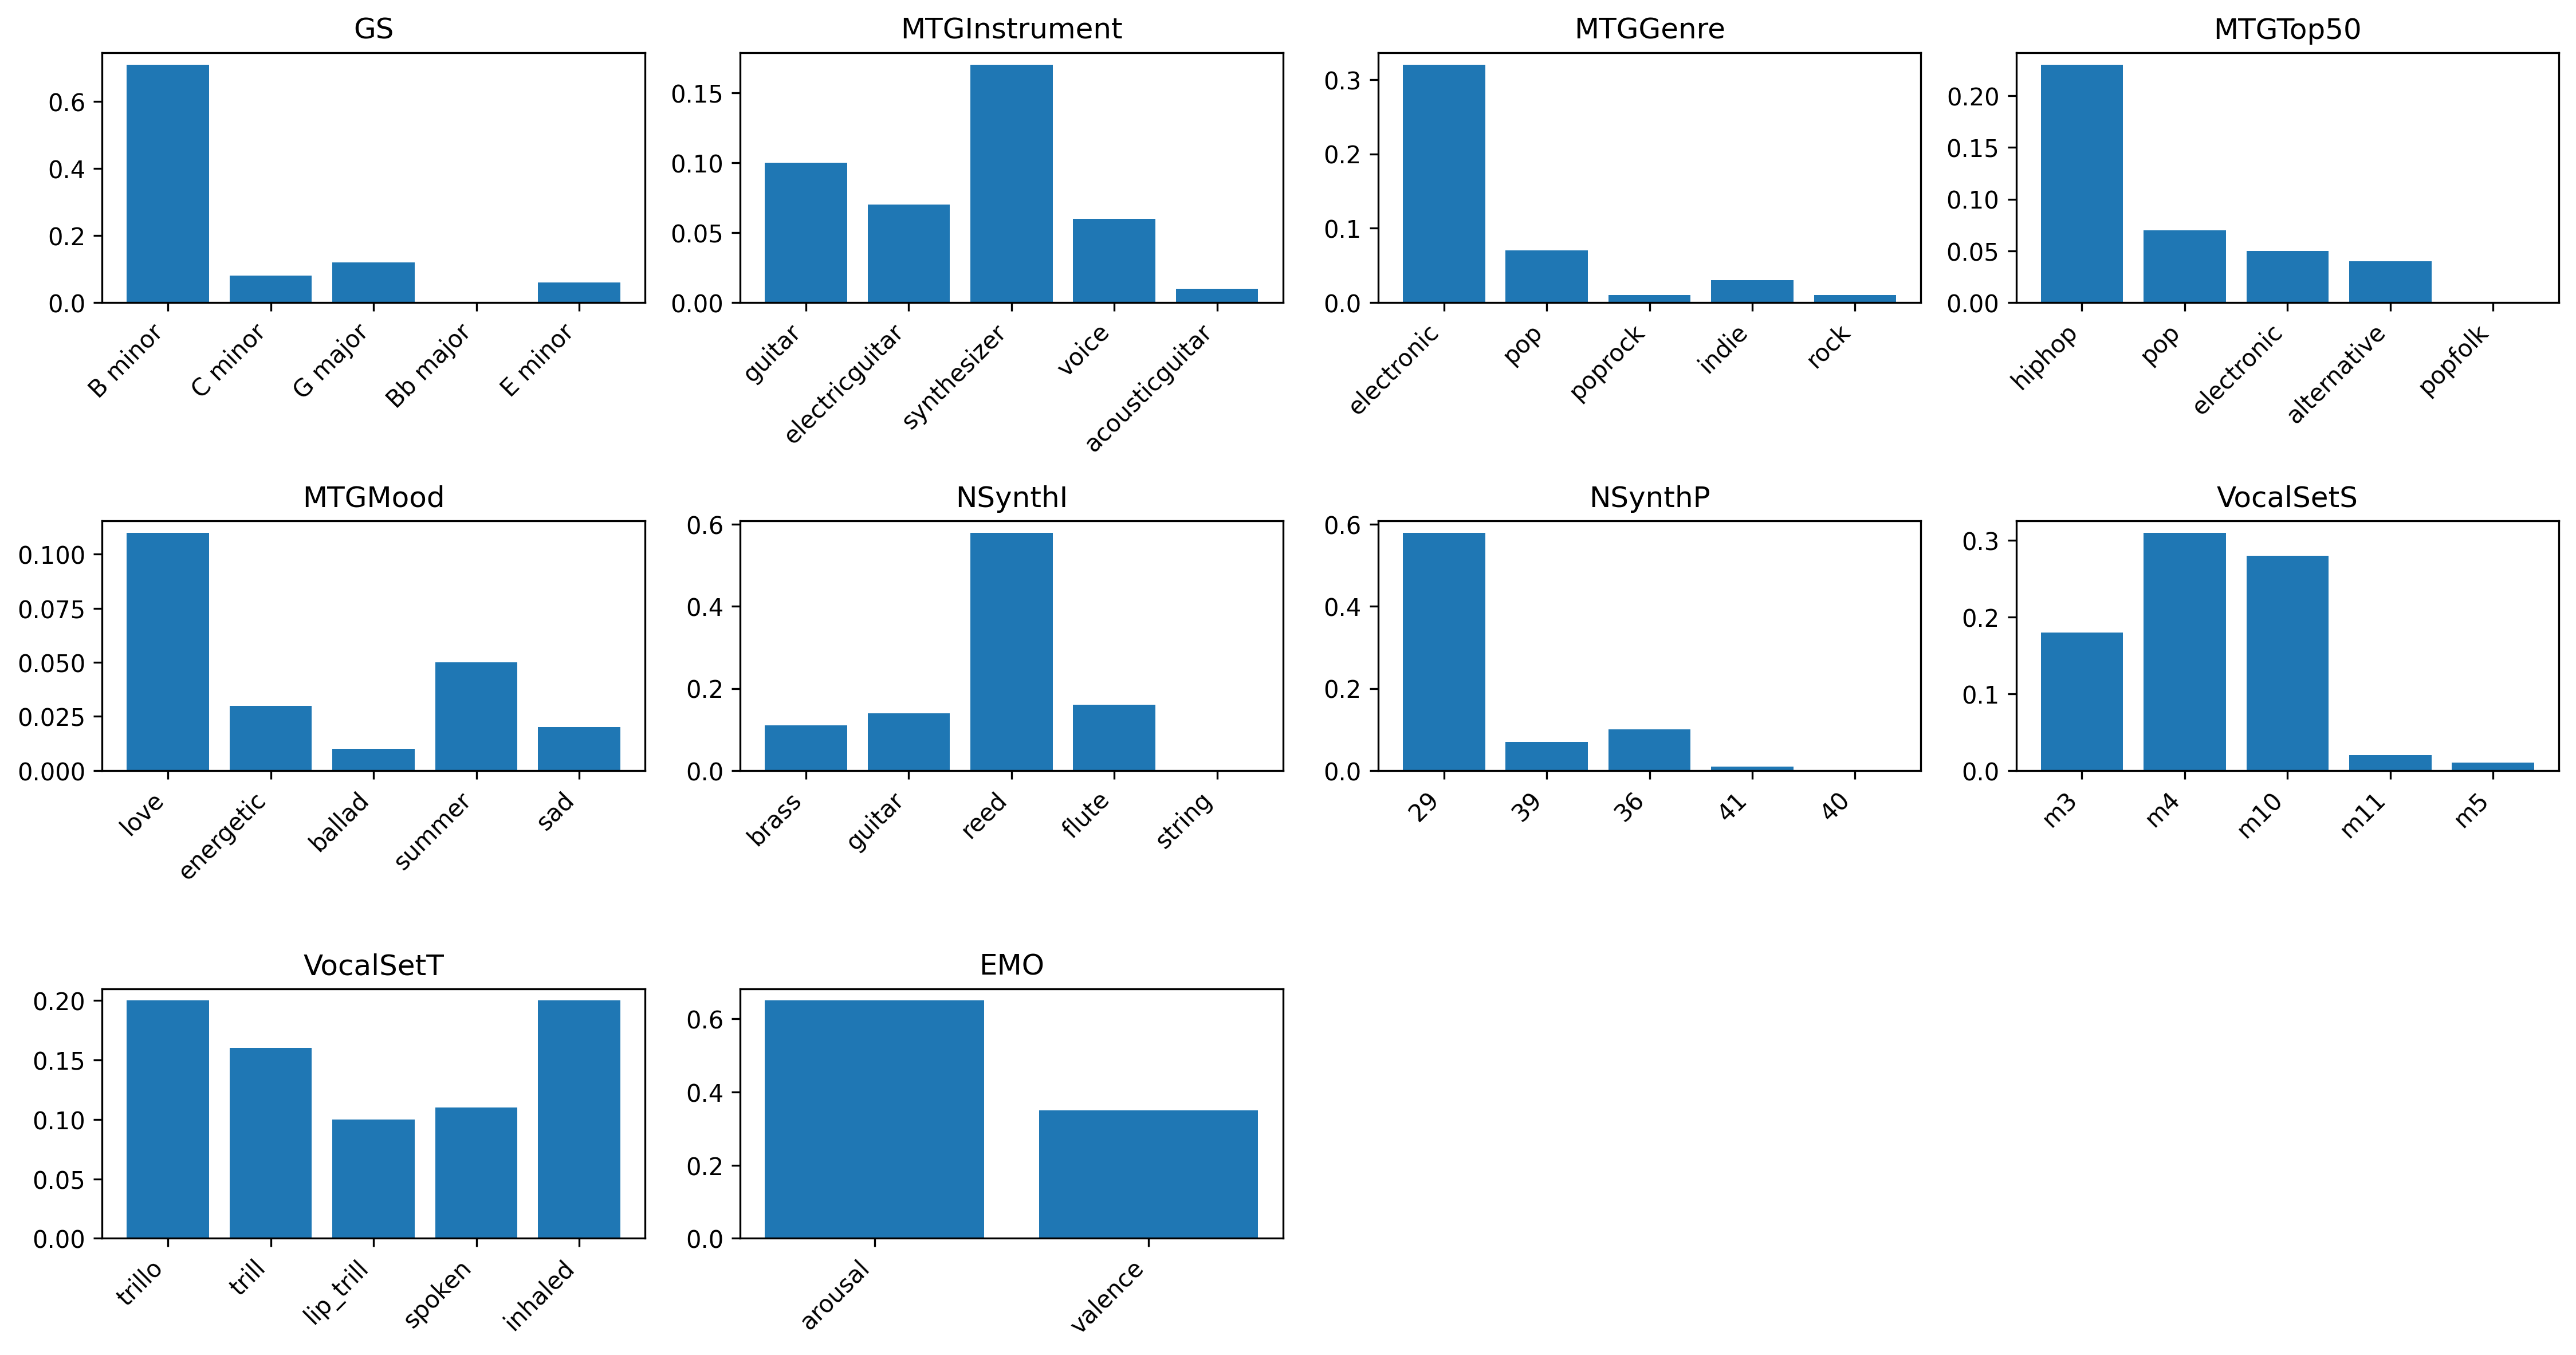 GS
0.6
0.4
0.2
0.0
B minor
C minor
G major
Bb major
E minor
MTGInstrument
0.15
0.10
0.05
0.00
guitar
electricguitar
synthesizer
voice
acousticguitar
MTGGenre
0.3
0.2
0.1
0.0
electronic
pop
poprock
indie
rock
MTGTop50
0.20
0.15
0.10
0.05
0.00
hiphop
pop
electronic
alternative
popfolk
MTGMood
0.100
0.075
0.050
0.025
0.000
love
energetic
ballad
summer
sad
NSynthI
0.6
0.4
0.2
0.0
brass
guitar
reed
flute
string
NSynthP
0.6
0.4
0.2
0.0
29
39
36
41
40
VocalSetS
0.3
0.2
0.1
0.0
m3
m4
m10
m11
m5
VocalSetT
0.20
0.15
0.10
0.05
0.00
trillo
trill
lip_trill
spoken
inhaled
EMO
0.6
0.4
0.2
0.0
arousal
valence